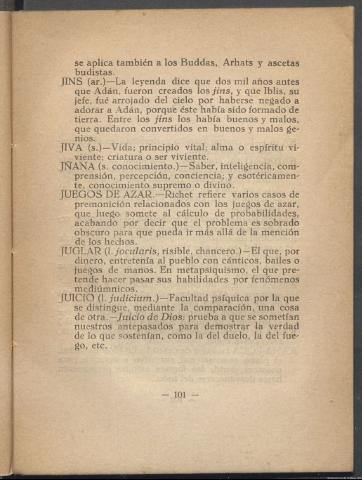 se aplica también a los Buddas, Arhats y ascetas
budistas.
JINS (ar.)—La leyenda dice que dos mil años antes
que Adán, fueron creados los jins, y que Iblis, su
jefe, fué arrojado del cielo por haberse negado a
adorar a Adán, porque éste había sido formado de
tierra. Entre los jins los había buenos y malos,
que quedaron convertidos en buenos y malos ge-
nios.
JIVA (s.)—Vida; principio vital; alma o espíritu vi-
viente; criatura o ser viviente.
JÑANA (s. conocimiento.)—Saber, inteligencia, com-
prensión, percepción, conciencia; y esotéricamen-
te, conocimiento supremo o divino.
JUEGOS DE AZAR.—Richet refiere varios casos de
premonición relacionados con los juegos de azar,
que luego somete al cálculo de probabilidades,
acabando por decir que el problema es sobrado
obscuro para que pueda ir más allá de la mención
de los hechos.
JUGLAR (l. jocularis, risible, chancero.)—El que, por
dinero, entretenía al pueblo con cánticos, bailes o
juegos de manos. En metapsiquismo, el que pre-
tende hacer pasar sus habilidades por fenómenos
mediúmnicos.
JUICIO (l. judicium.)—Facultad psíquica por la que
se distingue, mediante la comparación, una cosa
de otra.—Juicio de Dios: prueba a que se sometían
nuestros antepasados para demostrar la verdad
de lo que sostenían, como la del duelo, la del fue-
go, etc.
— 101 —